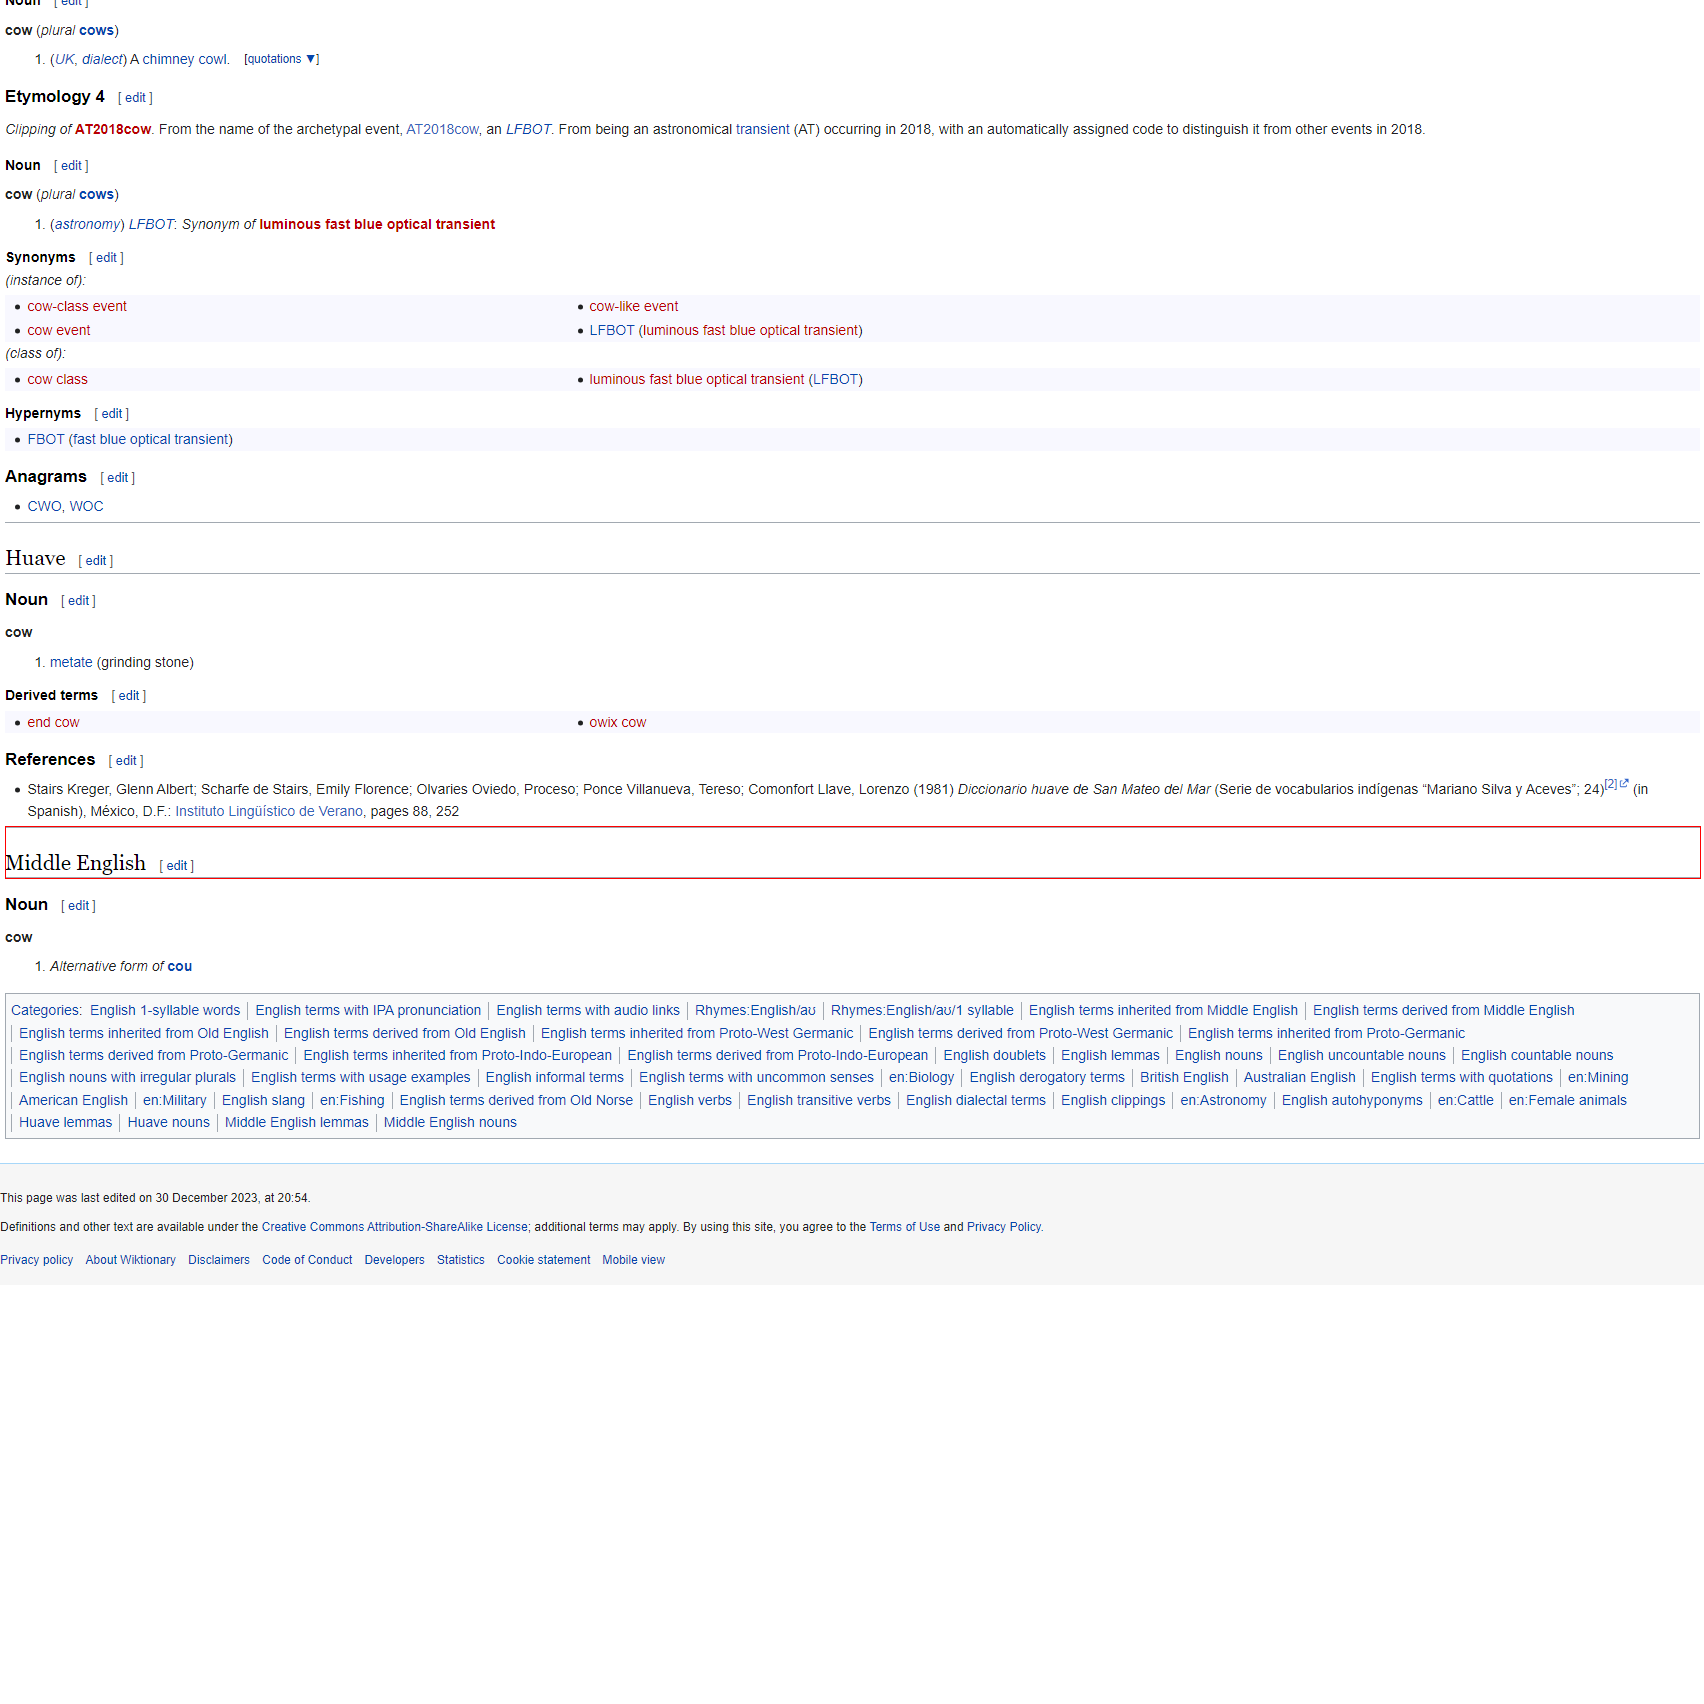 Noun [ edit ]
cow (plural cows)
1. (UK, dialect) A chimney cowl. [quotations ▼]
Etymology 4 [ edit ]
Clipping of AT2018cow. From the name of the archetypal event, AT2018cow, an LFBOT. From being an astronomical transient (AT) occurring in 2018, with an automatically assigned code to distinguish it from other events in 2018.
Noun [ edit ]
cow (plural cows)
1. (astronomy) LFBOT: Synonym of luminous fast blue optical transient
Synonyms [ edit ]
(instance of):
• cow-class event • cow-like event
• cow event • LFBOT (luminous fast blue optical transient)
(class of):
• cow class • luminous fast blue optical transient (LFBOT)
Hypernyms [ edit ]
• FBOT (fast blue optical transient)
Anagrams [ edit ]
• CWO, WOC
Huave [ edit ]
Noun [ edit ]
cow
1. metate (grinding stone)
Derived terms [ edit ]
• end cow • owix cow
References [ edit ]
• Stairs Kreger, Glenn Albert; Scharfe de Stairs, Emily Florence; Olvaries Oviedo, Proceso; Ponce Villanueva, Tereso; Comonfort Llave, Lorenzo (1981) Diccionario huave de San Mateo del Mar (Serie de vocabularios indígenas “Mariano Silva y Aceves”; 24)[2] (in
Spanish), México, D.F.: Instituto Lingüístico de Verano, pages 88, 252
Middle English [ edit ]
Noun [ edit ]
cow
1. Alternative form of cou
Categories: English 1-syllable words | English terms with IPA pronunciation | English terms with audio links | Rhymes:English/aʊ | Rhymes:English/aʊ/1 syllable | English terms inherited from Middle English | English terms derived from Middle English
| English terms inherited from Old English | English terms derived from Old English | English terms inherited from Proto-West Germanic | English terms derived from Proto-West Germanic | English terms inherited from Proto-Germanic
| English terms derived from Proto-Germanic | English terms inherited from Proto-Indo-European | English terms derived from Proto-Indo-European | English doublets | English lemmas | English nouns | English uncountable nouns | English countable nouns
| English nouns with irregular plurals | English terms with usage examples | English informal terms | English terms with uncommon senses | en:Biology | English derogatory terms | British English | Australian English | English terms with quotations | en:Mining
| American English | en:Military | English slang | en:Fishing | English terms derived from Old Norse | English verbs | English transitive verbs | English dialectal terms | English clippings | en:Astronomy | English autohyponyms | en:Cattle | en:Female animals
| Huave lemmas | Huave nouns | Middle English lemmas | Middle English nouns
This page was last edited on 30 December 2023, at 20:54.
Definitions and other text are available under the Creative Commons Attribution-ShareAlike License; additional terms may apply. By using this site, you agree to the Terms of Use and Privacy Policy.
Privacy policy About Wiktionary Disclaimers Code of Conduct Developers Statistics Cookie statement Mobile view